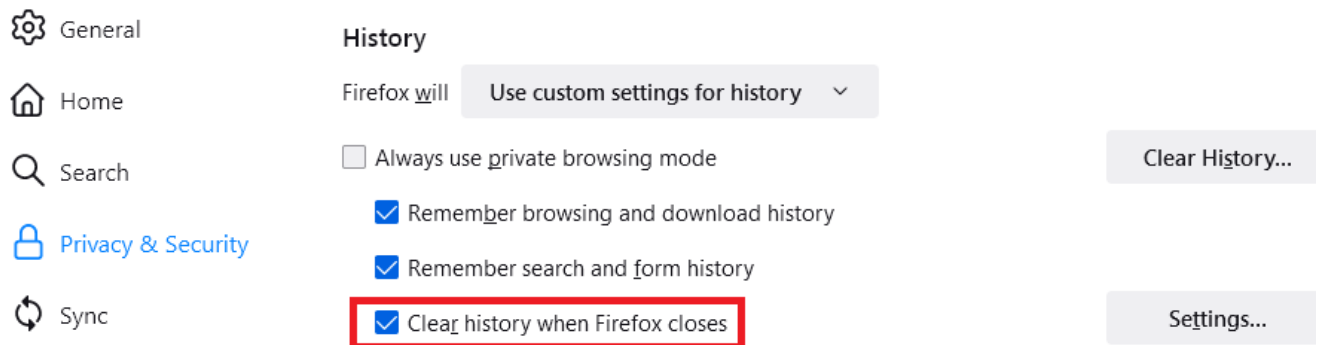 General
Home
Search
Privacy & Security
Sync
History
Firefox will Use custom settings for history
Always use private browsing mode
Clear History...
Remember browsing and download history
Remember search and form history
Clear history when Firefox closes
Settings...